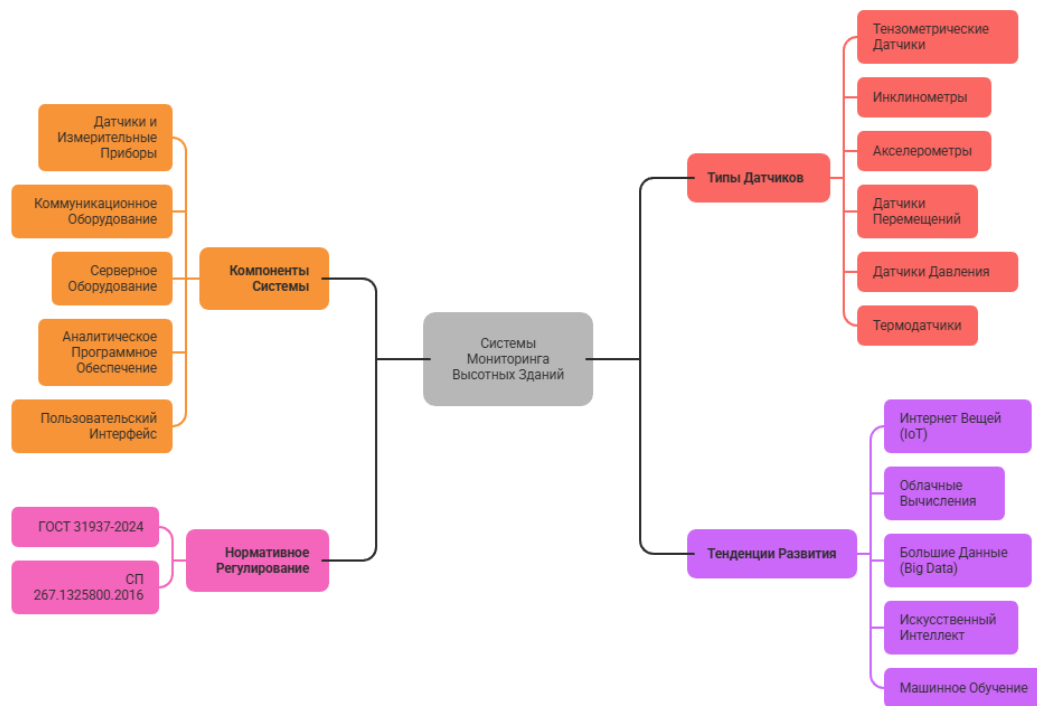 Системы
Мониторинга
Высотных Зданий
Компоненты
Системы
Датчики и
Измерительные
Приборы
Коммуникационное
Оборудование
Серверное
Оборудование
Аналитическое
Программное
Обеспечение
Пользовательский
Интерфейс
Нормативное
Регулирование
ГОСТ 31937-2024
СП
267.1325800.2016
Типы Датчиков
Тензометрические
Датчики
Инклинометры
Акселерометры
Датчики
Перемещений
Датчики Давления
Термодатчики
Тенденции Развития
Интернет Вещей
(IoT)
Облачные
Вычисления
Большие Данные
(Big Data)
Искусственный
Интеллект
Машинное Обучение